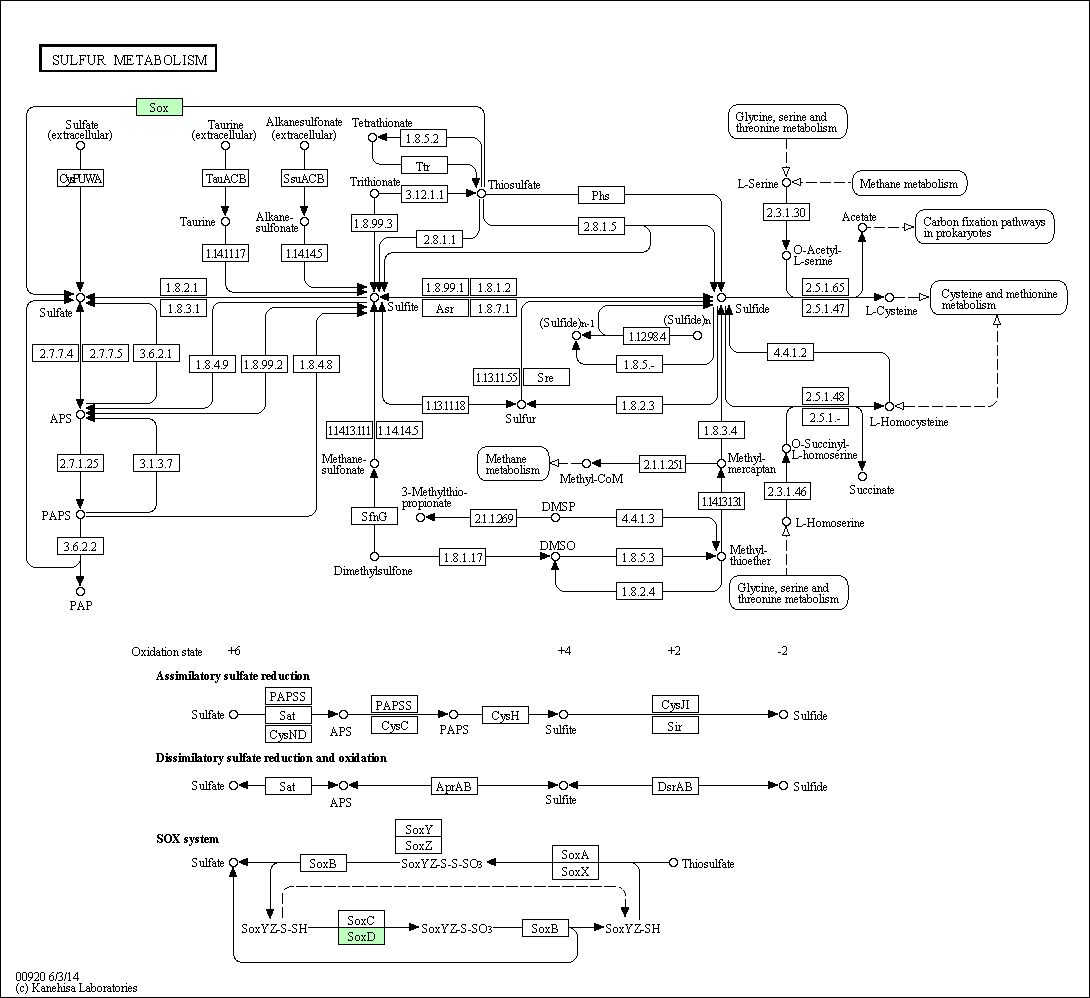 SULFUR METABOLISM
Sox
Sulfate
(extracellular)
Taurine
(extracellular)
Alkanesulfonate
(extracellular)
Tetrathionate
1.8.5.2
Ttr
Glycine, serine and
threonine metabolism
CysPUWA
TauACB
SsuACB
Trithionate
3.12.1.1
Thiosulfate
Phs
L-Serine
Methane metabolism
Taurine
Alkane-
sulfonate
1.8.99.3
2.8.1.1
2.8.1.5
2.3.1.30
Acetate
Carbon fixation pathways
in prokaryotes
1.14.11.17
1.14.14.5
O-Acetyl-
L-serine
1.8.2.1
1.8.3.1
1.8.99.1
1.8.1.2
Asr
1.8.7.1
2.5.1.65
2.5.1.47
Cysteine and methionine
metabolism
Sulfate
Sulfite
Sulfide
L-Cysteine
(Sulfide)n-1
(Sulfide)n
1.12.98.4
2.7.7.4
2.7.7.5
3.6.2.1
1.8.4.9
1.8.99.2
1.8.4.8
1.8.5.-
4.4.1.2
1.13.11.55
Sre
1.13.11.18
Sulfur
1.8.2.3
2.5.1.48
2.5.1.-
APS
L-Homocysteine
1.14.13.111
1.14.14.5
1.8.3.4
O-Succinyl-
L-homoserine
2.7.1.25
3.1.3.7
Methane-
sulfonate
Methane
metabolism
Methyl-CoM
2.1.1.251
Methyl-
mercaptan
Succinate
2.3.1.46
3-Methylthio-
propionate
1.14.13.131
PAPS
SfnG
2.1.1.269
DMSP
4.4.1.3
L-Homoserine
3.6.2.2
DMSO
Dimethylsulfone
1.8.1.17
1.8.5.3
Methyl-
thioether
1.8.2.4
Glycine, serine and
threonine metabolism
PAP
Oxidation state
+6
+4
+2
-2
Assimilatory sulfate reduction
PAPSS
Sat
CysND
PAPSS
CysC
CysH
CysJI
Sir
Sulfate
APS
PAPS
Sulfite
Sulfide
Dissimilatory sulfate reduction and oxidation
Sulfate
Sat
APS
AprAB
Sulfite
DsrAB
Sulfide
SOX system
SoxY
SoxZ
Sulfate
SoxB
SoxYZ-S-S-SO3
SoxA
SoxX
Thiosulfate
SoxYZ-S-SH
SoxC
SoxD
SoxYZ-S-SO3
SoxB
SoxYZ-SH
00920 6/3/14
(c) Kanehisa Laboratories